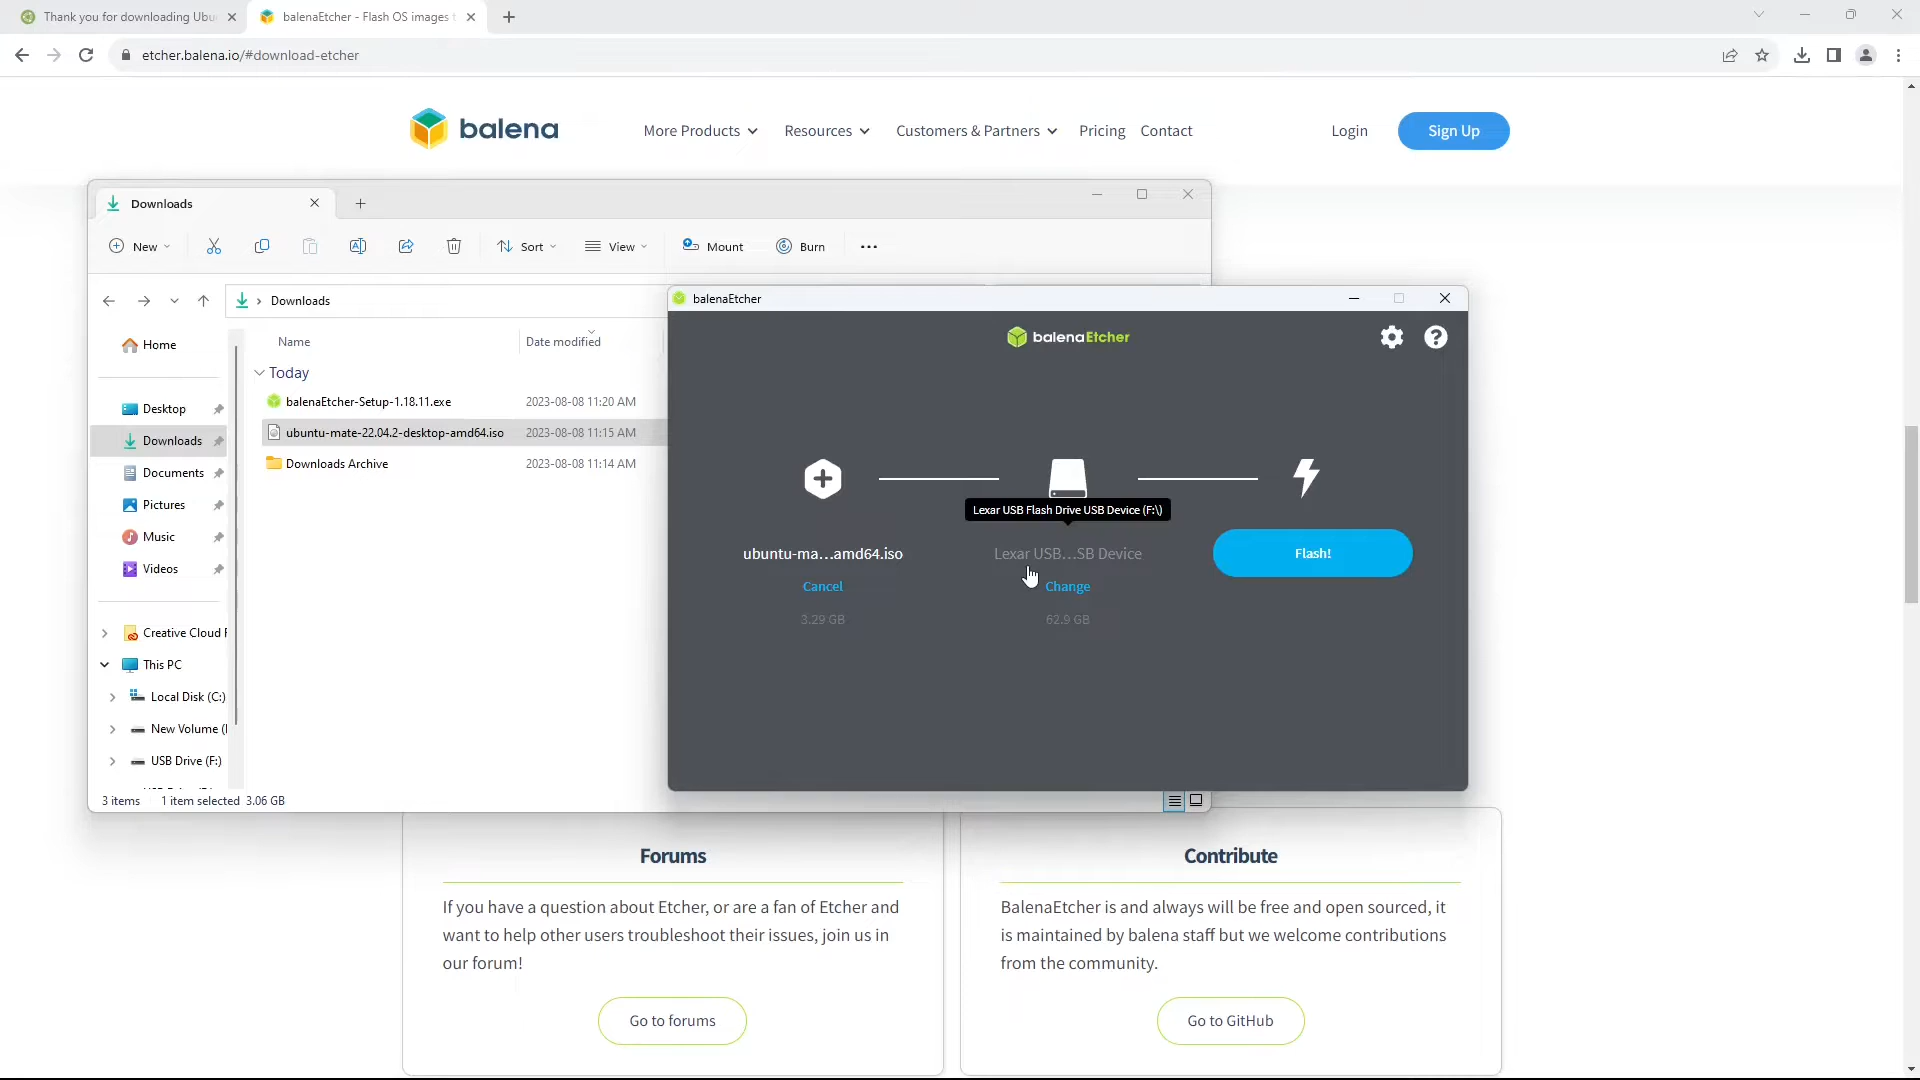 Thank you for downloading Ubu
balenaEtcher - Flash OS images t
etcher.balena.io/#download-etcher
balena
More Products
Resources
Customers & Partners
Pricing
Contact
Login
Sign Up
Downloads
New
Sort
View
Mount
Burn
Downloads
Home
Desktop
Downloads
Documents
Pictures
Music
Videos
Creative Cloud F
This PC
Local Disk (C:)
New Volume (
USB Drive (F:)
Name
Date modified
Today
balenaEtcher-Setup-1.18.11.exe
2023-08-08 11:20 AM
ubuntu-mate-22.04.2-desktop-amd64.iso
2023-08-08 11:15 AM
Downloads Archive
2023-08-08 11:14 AM
3 items
1 item selected
3.06 GB
balenaEtcher
balenaEtcher
Lexar USB Flash Drive USB Device (F:\)
ubuntu-ma...amd64.iso
Cancel
3.29 GB
Lexar USB...SB Device
Change
62.9 GB
Flash!
Forums
If you have a question about Etcher, or are a fan of Etcher and
want to help other users troubleshoot their issues, join us in
our forum!
Go to forums
Contribute
BalenaEtcher is and always will be free and open sourced, it
is maintained by balena staff but we welcome contributions
from the community.
Go to GitHub